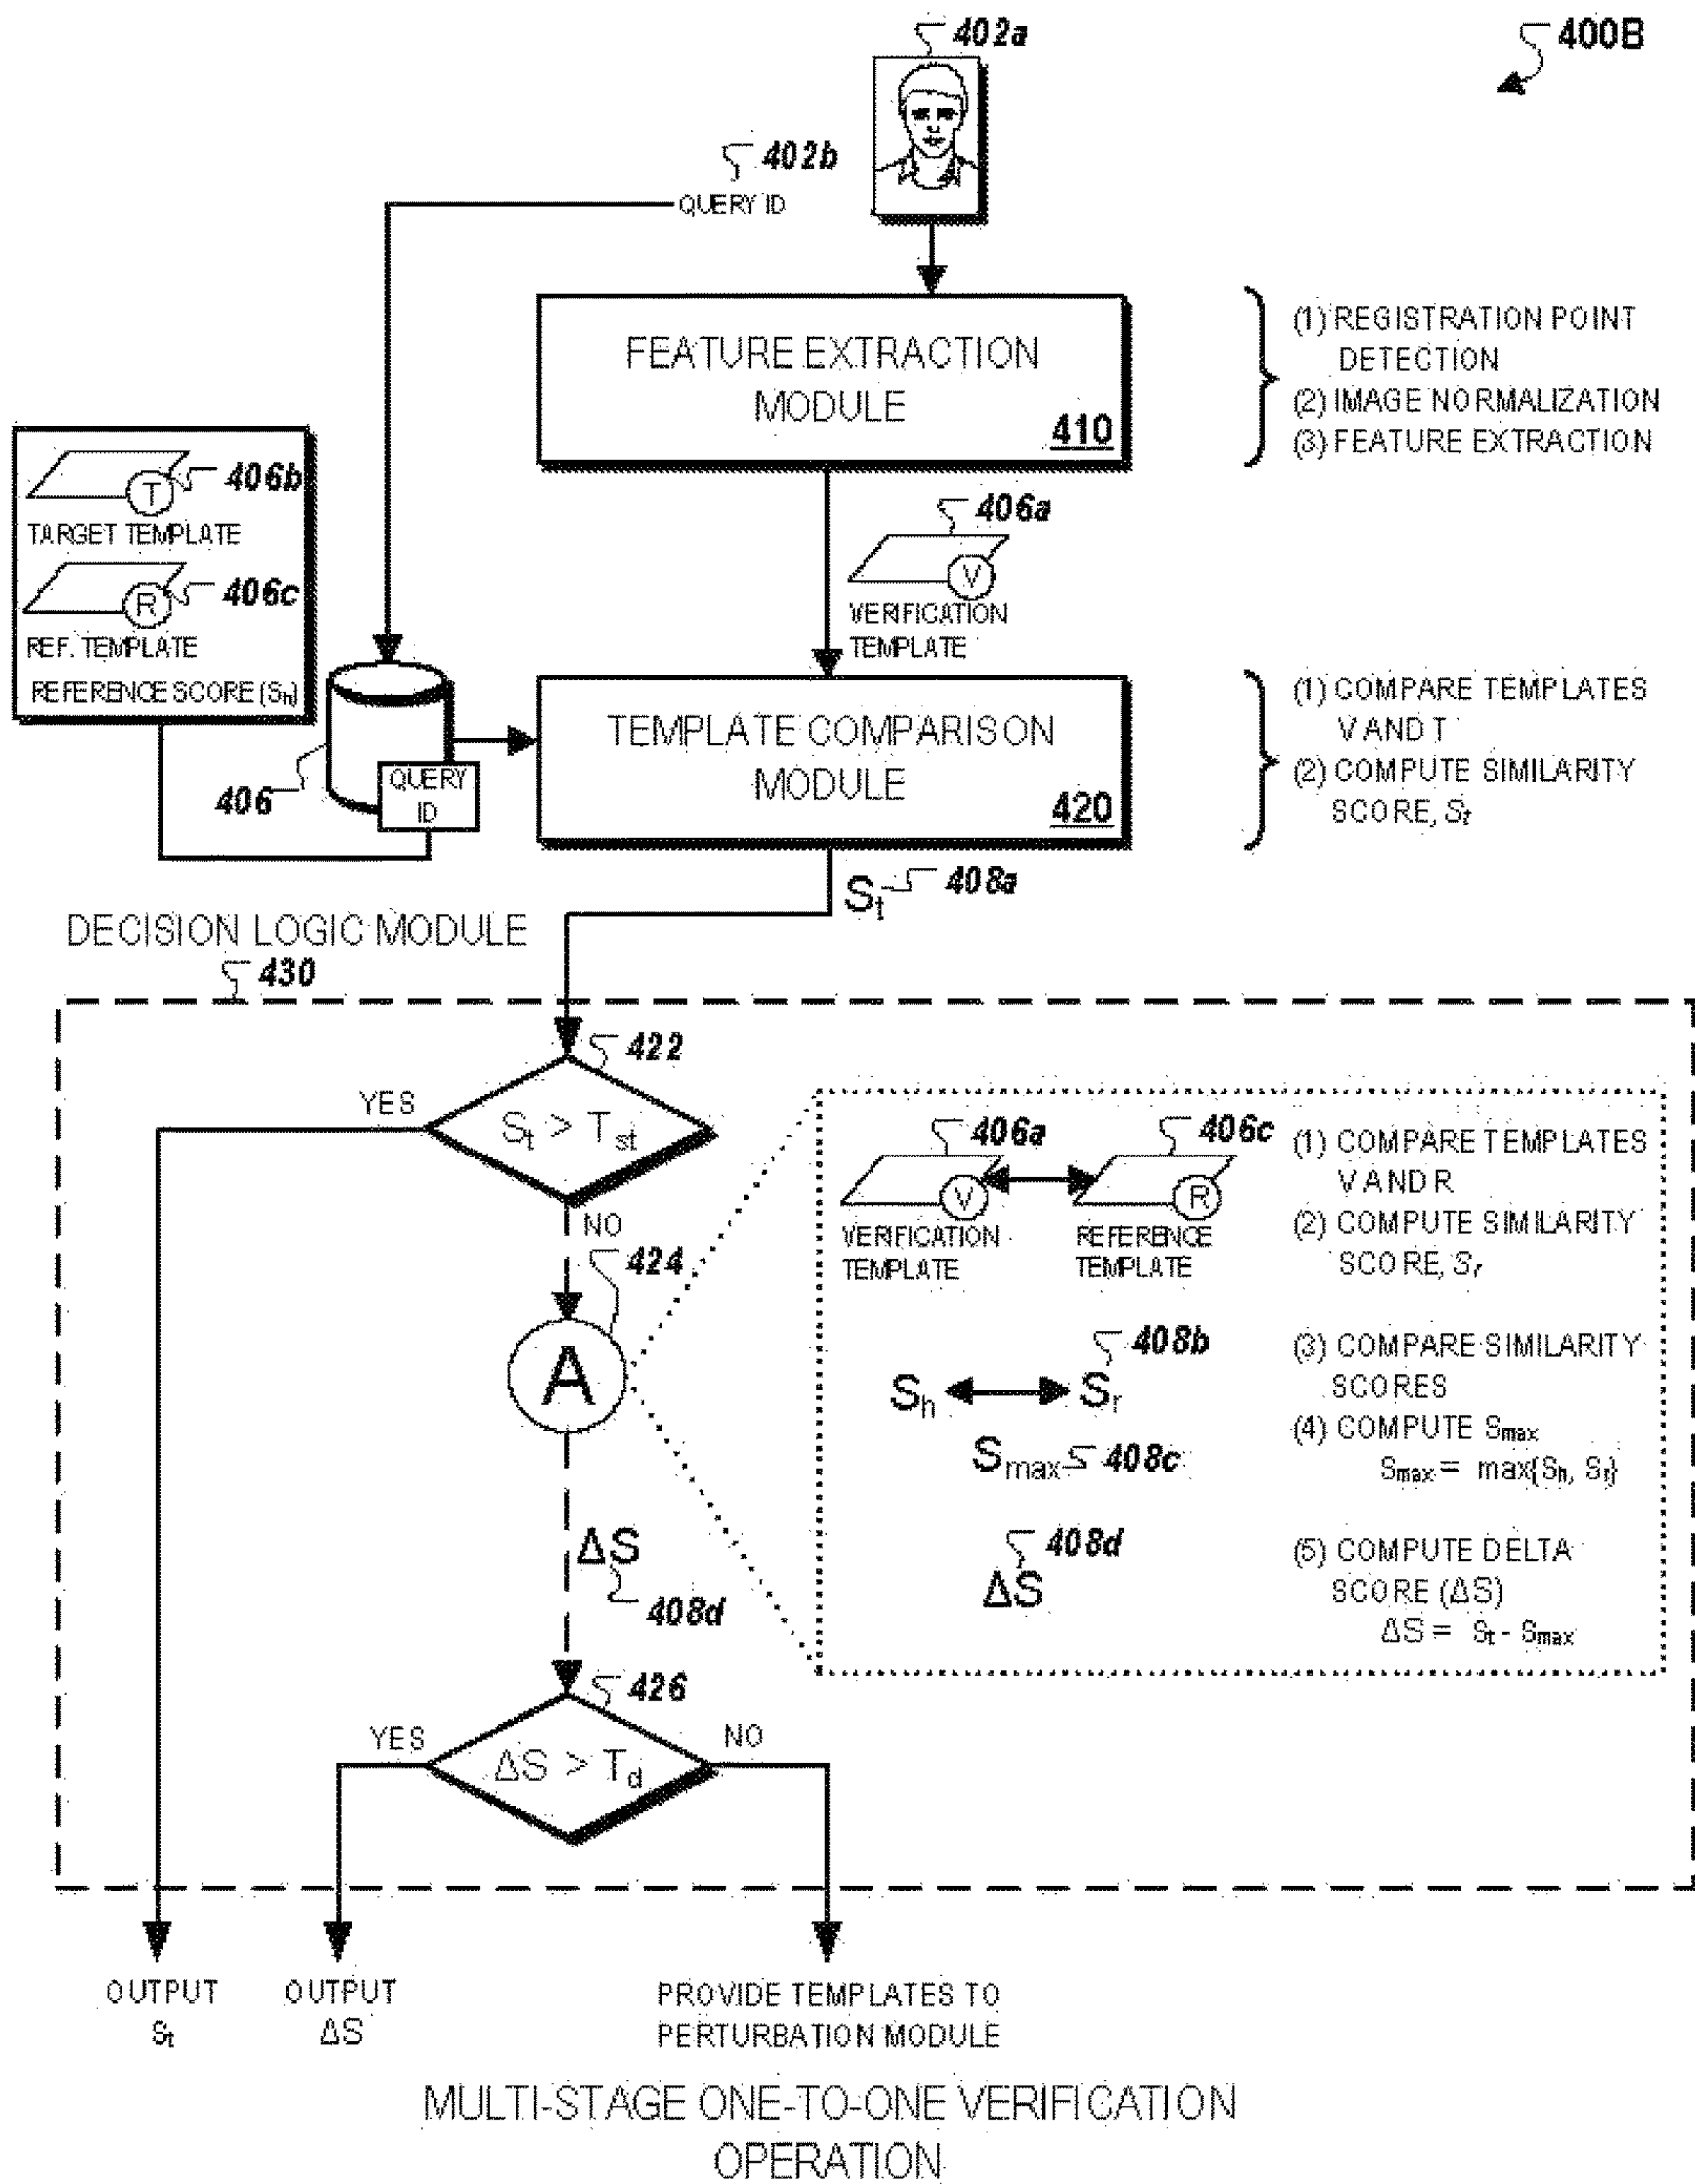 402a
400B
402b
QUERY ID
FEATURE EXTRACTION
MODULE
410
(1) REGISTRATION POINT
DETECTION
(2) IMAGE NORMALIZATION
(3) FEATURE EXTRACTION
T
406b
TARGET TEMPLATE
R
406c
REF. TEMPLATE
REFERENCE SCORE (Sh)
406a
V
VERIFICATION
TEMPLATE
406
QUERY
ID
TEMPLATE COMPARISON
MODULE
420
(1) COMPARE TEMPLATES
V AND T
(2) COMPUTE SIMILARITY
SCORE, St
St
408a
DECISION LOGIC MODULE
430
422
YES
St > Tst
NO
424
A
406a
V
VERIFICATION
TEMPLATE
406c
R
REFERENCE
TEMPLATE
(1) COMPARE TEMPLATES
V AND R
(2) COMPUTE SIMILARITY
SCORE, Sr
408b
Sh
Sr
(3) COMPARE SIMILARITY
SCORES
Smax
408c
(4) COMPUTE Smax
Smax = max{Sh, Sr}
408d
ΔS
(5) COMPUTE DELTA
SCORE (ΔS)
ΔS = St - Smax
ΔS
408d
426
YES
ΔS > Td
NO
OUTPUT
St
OUTPUT
ΔS
PROVIDE TEMPLATES TO
PERTURBATION MODULE
MULTI-STAGE ONE-TO-ONE VERIFICATION
OPERATION